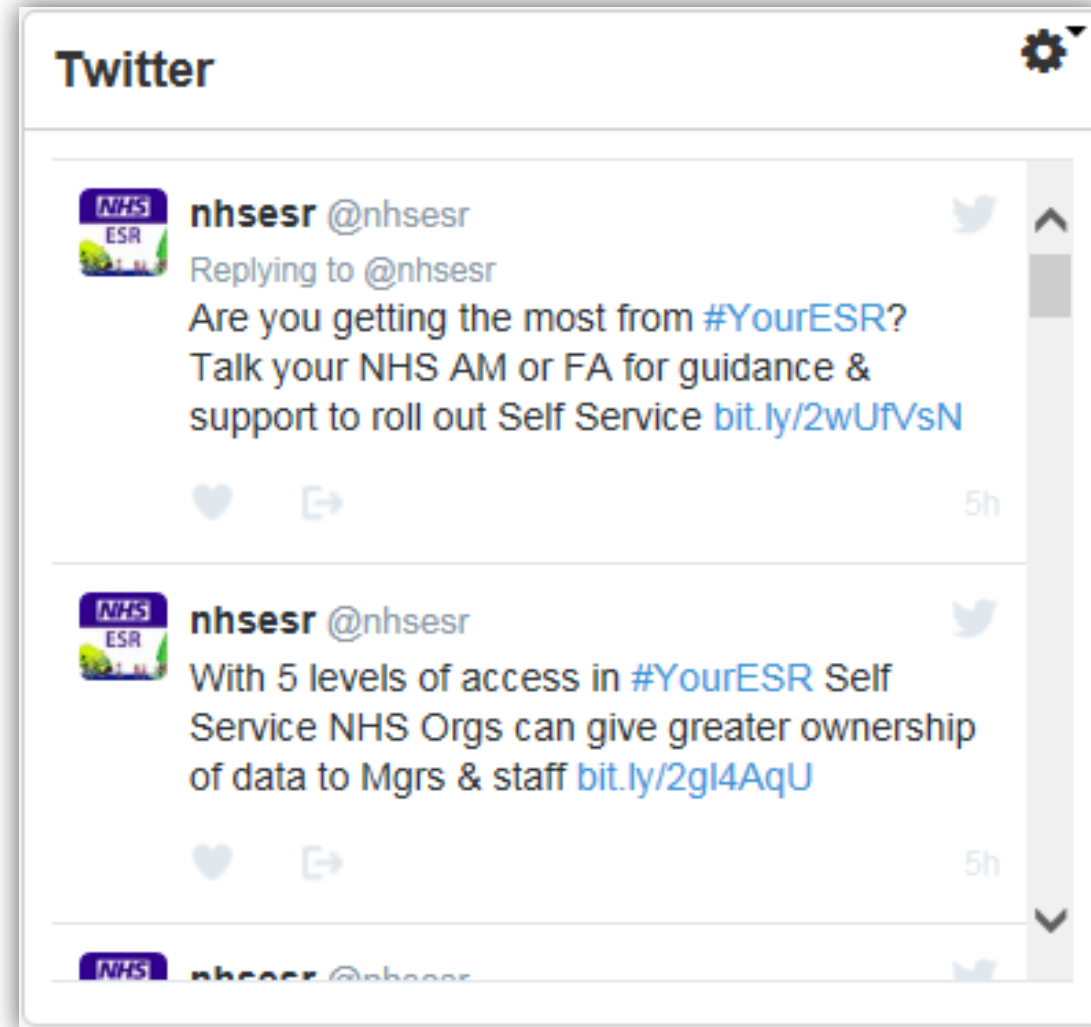 Twitter
NHS
ESR
nhsesr @nhsesr
Replying to @nhsesr
Are you getting the most from #YourESR?
Talk your NHS AM or FA for guidance &
support to roll out Self Service bit.ly/2wUfVsN
5h
NHS
ESR
nhsesr @nhsesr
With 5 levels of access in #YourESR Self
Service NHS Orgs can give greater ownership
of data to Mgrs & staff bit.ly/2gI4AqU
5h
NHS
nhsesr @nhsesr